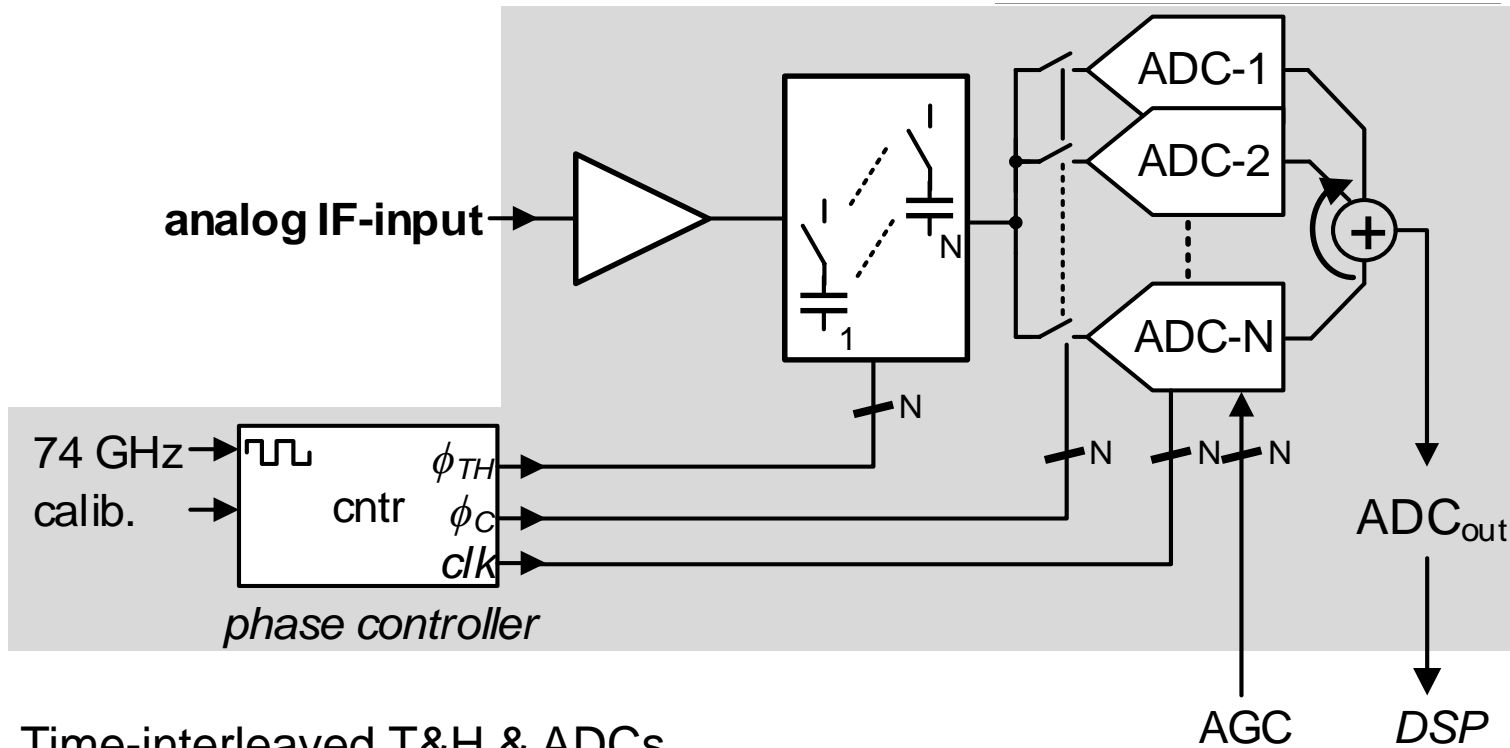 ADC-1
ADC-2
analog IF-input
N
+
1
ADC-N
N
74 GHz
calib.
cntr
ϕTH
ϕC
clk
N
N
N
ADCout
phase controller
Time-interleaved T&H & ADCs
AGC
DSP